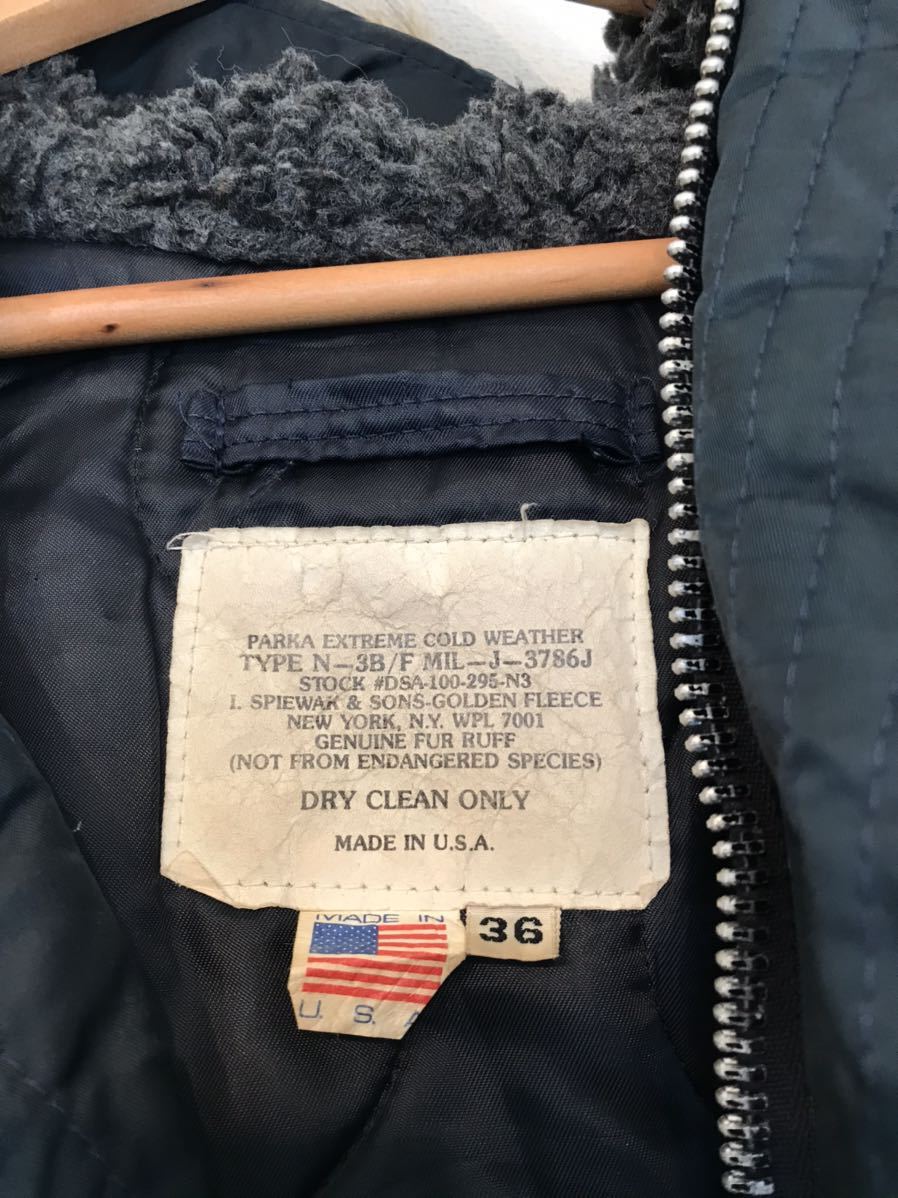 PARKA EXTREME COLD WEATHER
TYPE N-3B/F MIL-J-3786J
STOCK #DSA-100-295-N3
I. SPIEWAK & SONS-GOLDEN FLEECE
NEW YORK, N.Y. WPL 7001
GENUINE FUR RUFF
(NOT FROM ENDANGERED SPECIES)
DRY CLEAN ONLY
MADE IN U.S.A.
MADE IN
36
U. S. A